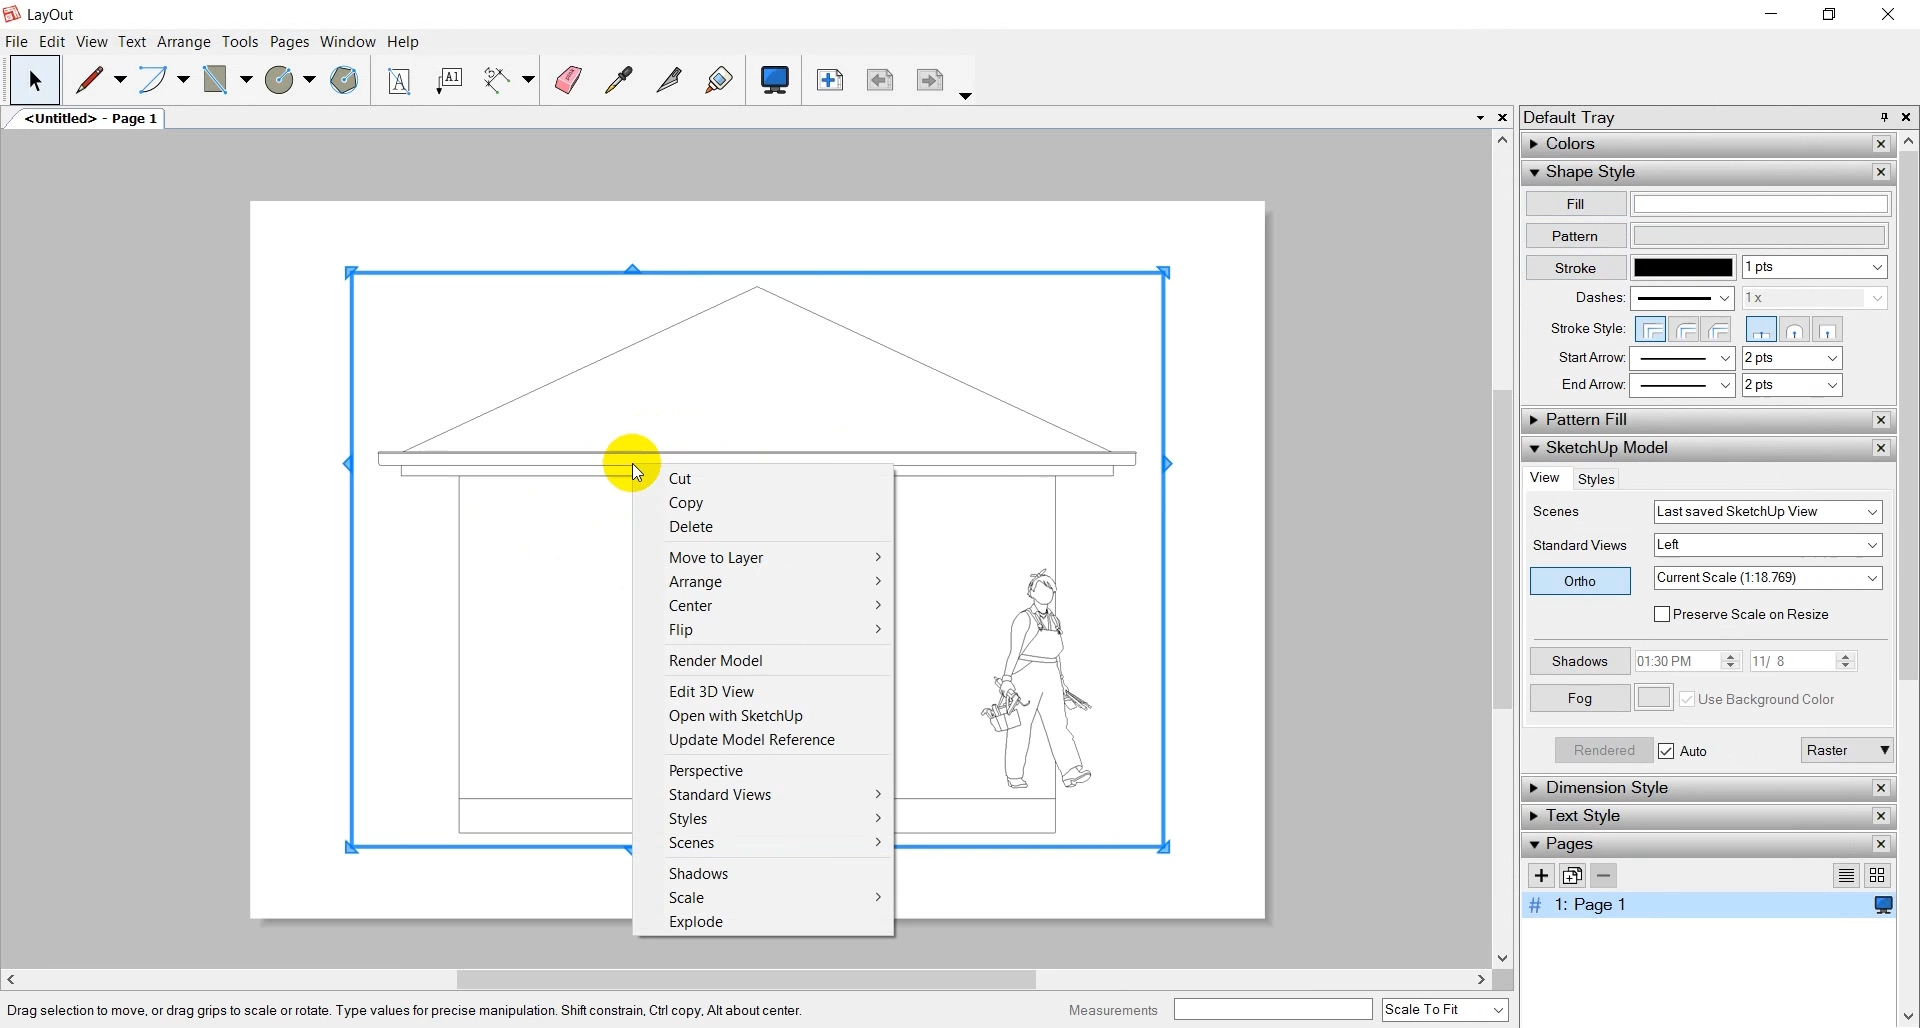 LayOut
File Edit View Text Arrange Tools Pages Window Help
A A1
<Untitled> - Page 1
Cut
Copy
Delete
Move to Layer
Arrange
Center
Flip
Render Model
Edit 3D View
Open with SketchUp
Update Model Reference
Perspective
Standard Views
Styles
Scenes
Shadows
Scale
Explode
Default Tray
Colors
Shape Style
Fill
Pattern
Stroke 1 pts
Dashes: 1 x
Stroke Style:
Start Arrow: 2 pts
End Arrow: 2 pts
Pattern Fill
SketchUp Model
View Styles
Scenes Last saved SketchUp View
Standard Views Left
Ortho Current Scale (1:18.769)
Preserve Scale on Resize
Shadows 01:30 PM 11/ 8
Fog Use Background Color
Rendered Auto Raster
Dimension Style
Text Style
Pages
# 1: Page 1
Drag selection to move, or drag grips to scale or rotate. Type values for precise manipulation. Shift constrain, Ctrl copy, Alt about center. Measurements Scale To Fit